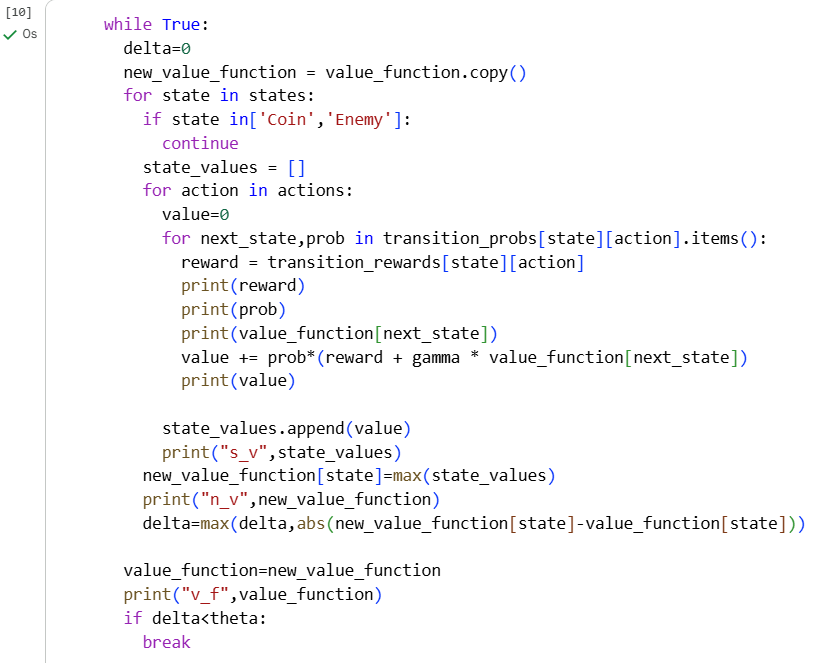 [10]
0s
while True:
  delta=0
  new_value_function = value_function.copy()
  for state in states:
    if state in['Coin','Enemy']:
      continue
    state_values = []
    for action in actions:
      value=0
      for next_state,prob in transition_probs[state][action].items():
        reward = transition_rewards[state][action]
        print(reward)
        print(prob)
        print(value_function[next_state])
        value += prob*(reward + gamma * value_function[next_state])
        print(value)

      state_values.append(value)
      print("s_v",state_values)
    new_value_function[state]=max(state_values)
    print("n_v",new_value_function)
    delta=max(delta,abs(new_value_function[state]-value_function[state]))

  value_function=new_value_function
  print("v_f",value_function)
  if delta<theta:
    break